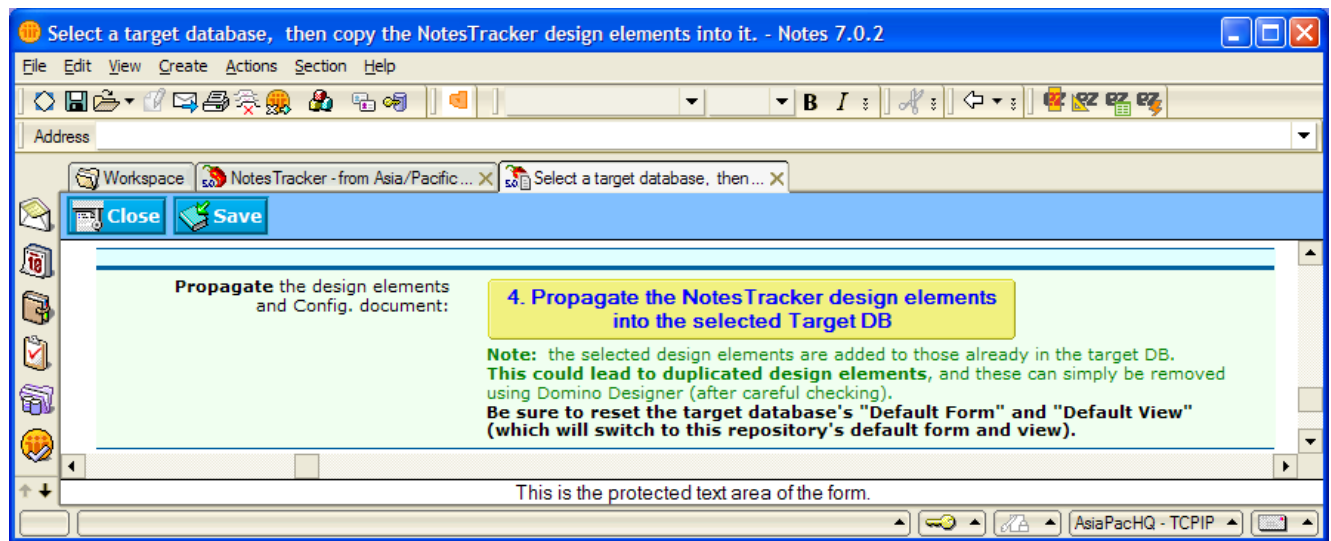 Select a target database, then copy the NotesTracker design elements into it. - Notes 7.0.2
File Edit View Create Actions Section Help
B I
Address
Workspace NotesTracker - from Asia/Pacific ... Select a target database, then ...
Close Save
Propagate the design elements
and Config. document:
4. Propagate the NotesTracker design elements
into the selected Target DB
Note: the selected design elements are added to those already in the target DB.
This could lead to duplicated design elements, and these can simply be removed
using Domino Designer (after careful checking).
Be sure to reset the target database's "Default Form" and "Default View"
(which will switch to this repository's default form and view).
This is the protected text area of the form.
AsiaPacHQ - TCPIP